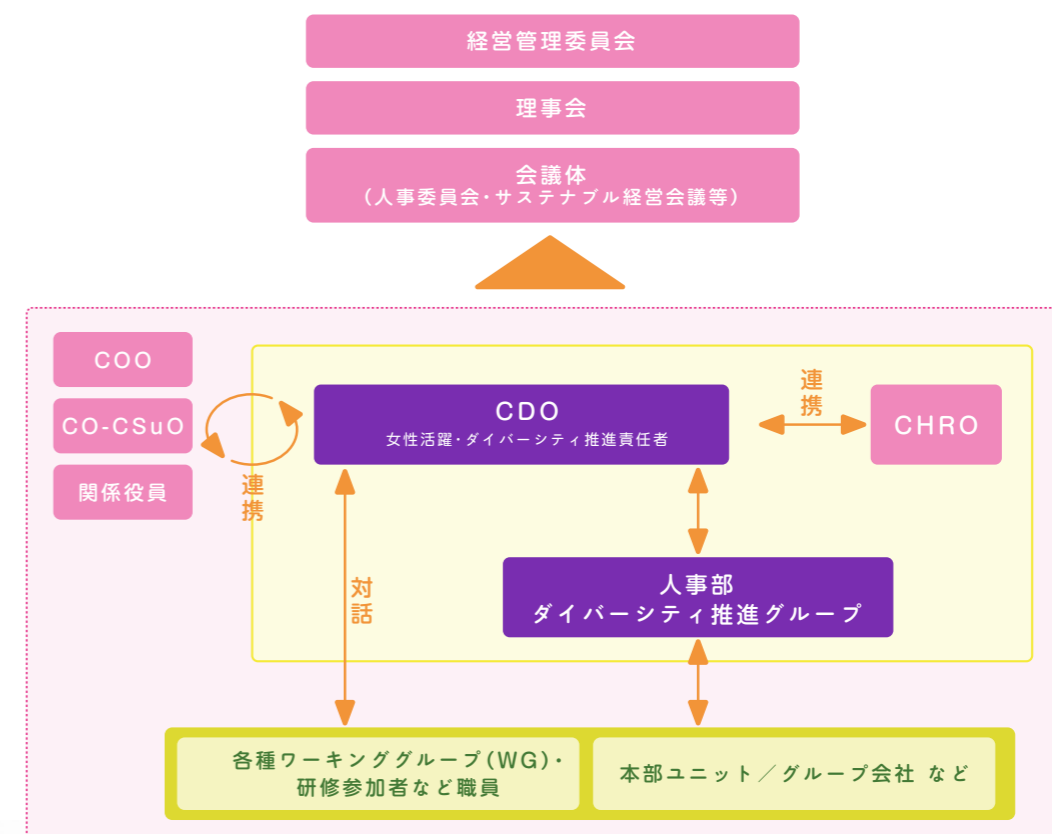 経営管理委員会
理事会
会議体
(人事委員会・サステナブル経営会議等)
COO
CO-CSuO
関係役員
連携
CDO
女性活躍・ダイバーシティ推進責任者
連携
CHRO
対話
人事部
ダイバーシティ推進グループ
各種ワーキンググループ(WG)・
研修参加者など職員
本部ユニット/グループ会社 など